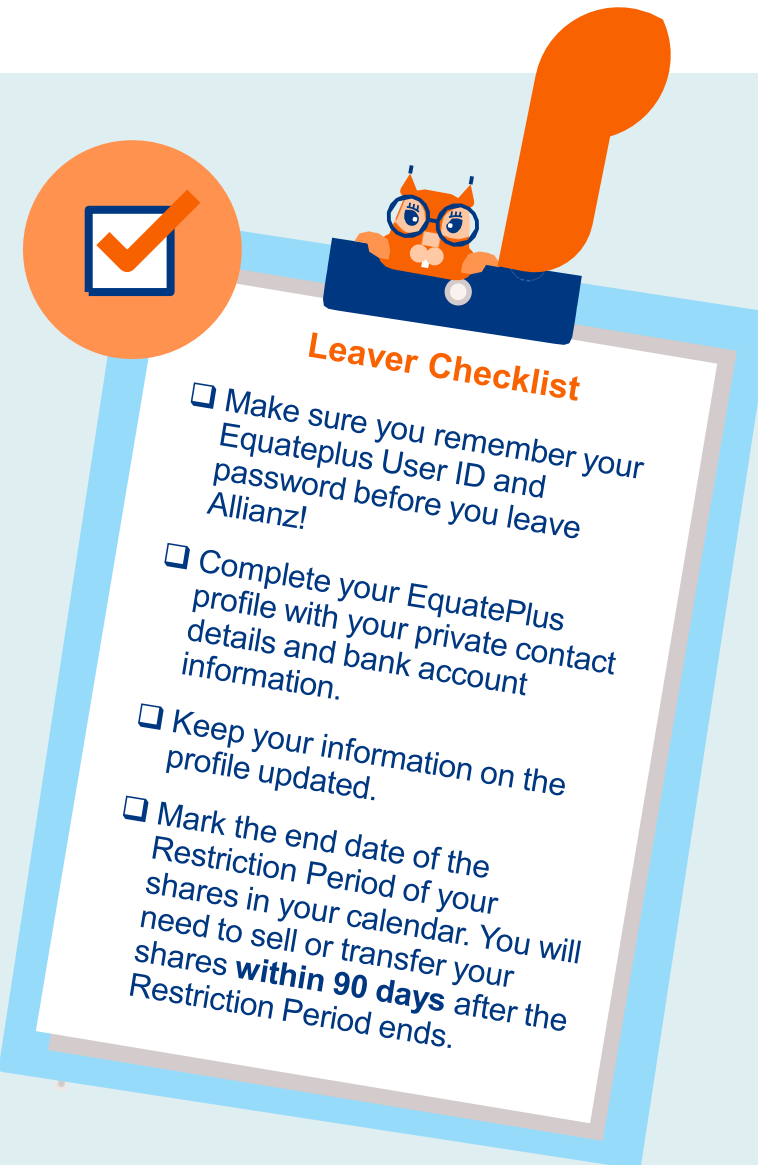 Leaver Checklist
❑ Make sure you remember your
Equateplus User ID and
password before you leave
Allianz!
❑ Complete your EquatePlus
profile with your private contact
details and bank account
information.
❑ Keep your information on the
profile updated.
❑ Mark the end date of the
Restriction Period of your
shares in your calendar. You will
need to sell or transfer your
shares within 90 days after the
Restriction Period ends.